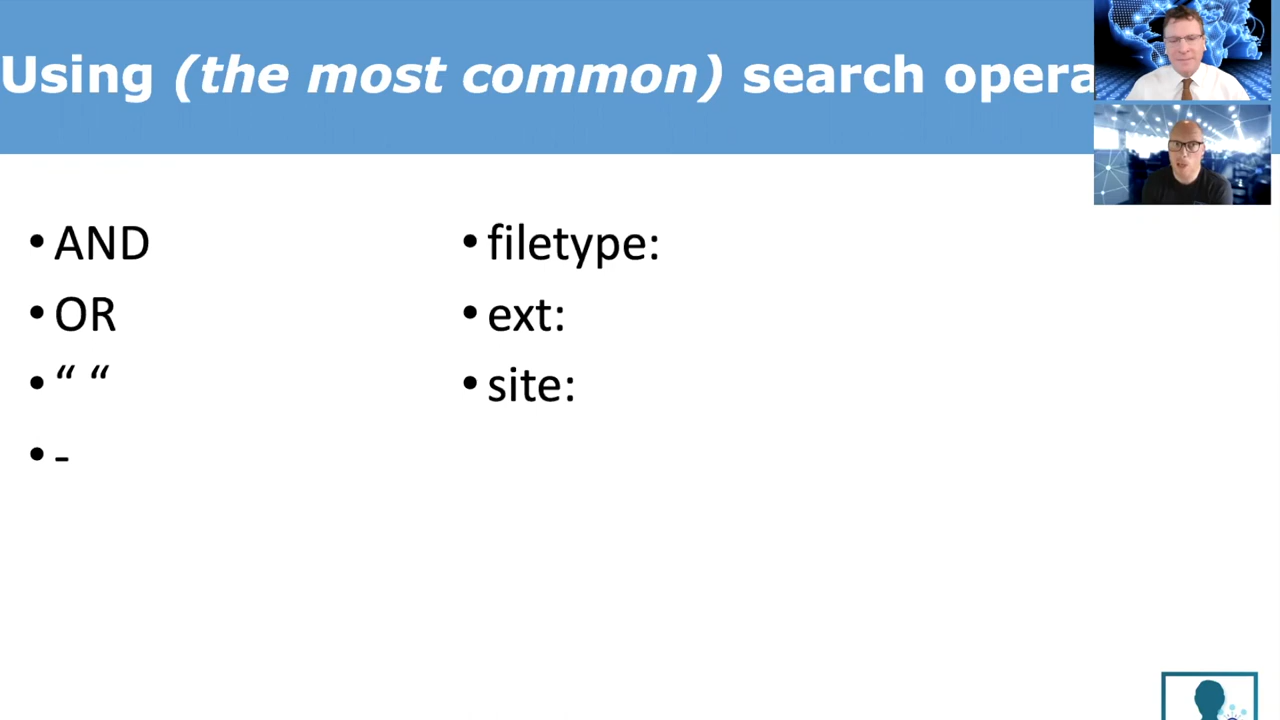 Using (the most common) search opera
• AND
• OR
• “ “
• -
• filetype:
• ext:
• site: